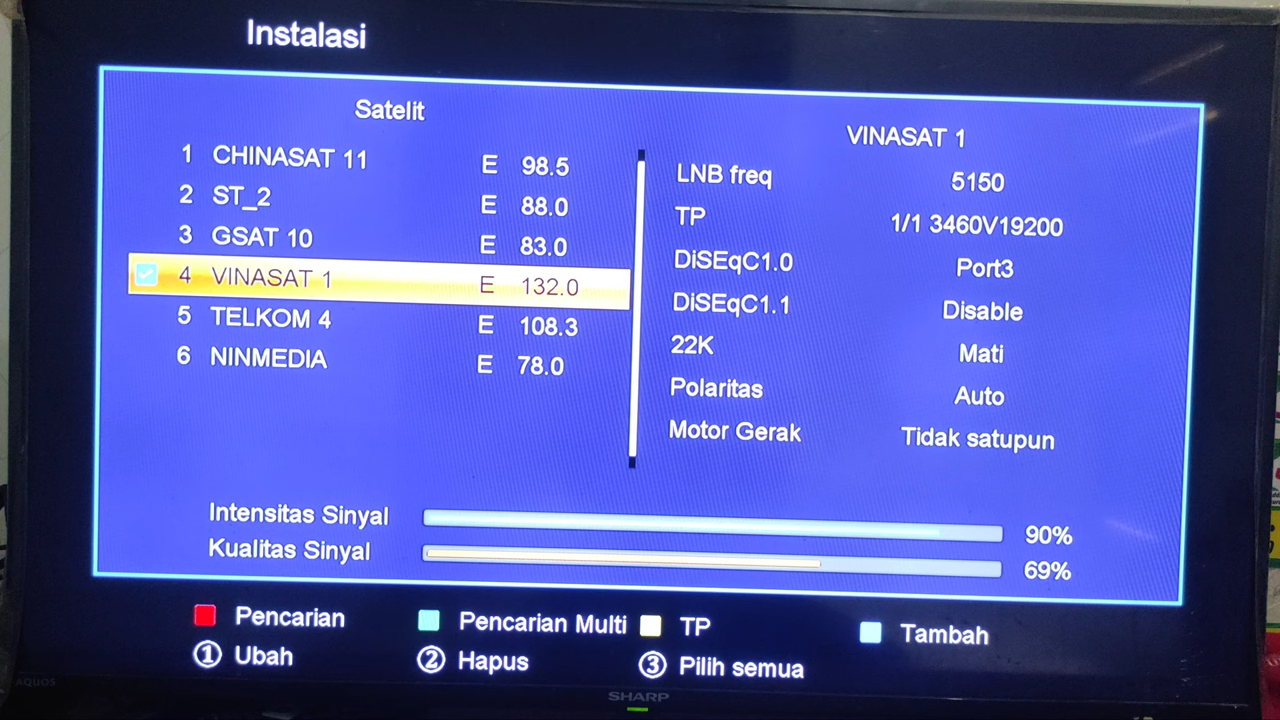 Instalasi
Satelit
1 CHINASAT 11 E 98.5
2 ST_2 E 88.0
3 GSAT 10 E 83.0
4 VINASAT 1 E 132.0
5 TELKOM 4 E 108.3
6 NINMEDIA E 78.0
VINASAT 1
LNB freq 5150
TP 1/1 3460V19200
DiSEqC1.0 Port3
DiSEqC1.1 Disable
22K Mati
Polaritas Auto
Motor Gerak Tidak satupun
Intensitas Sinyal 90%
Kualitas Sinyal 69%
Pencarian Pencarian Multi TP Tambah
1 Ubah 2 Hapus 3 Pilih semua
AQUOS
SHARP